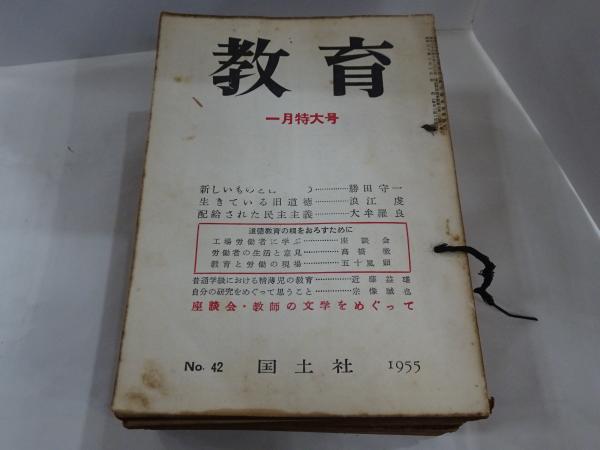 教育
一月特大号
新しいものとは ‥‥‥ 勝田守一
生きている旧道徳 ‥‥‥ 浪江虔
配給された民主主義 ‥‥‥ 大牟羅良
道徳教育の根をおろすために
工場労働者に学ぶ ‥‥‥ 座談会
労働者の生活と意見 ‥‥‥ 高橋
教育と労働の現場 ‥‥‥ 五十嵐顕
普通学級における精薄児の教育 ‥‥‥ 近藤益雄
自分の研究をめぐって思うこと ‥‥‥ 宗像誠也
座談会・教師の文学をめぐって
No. 42 国土社 1955